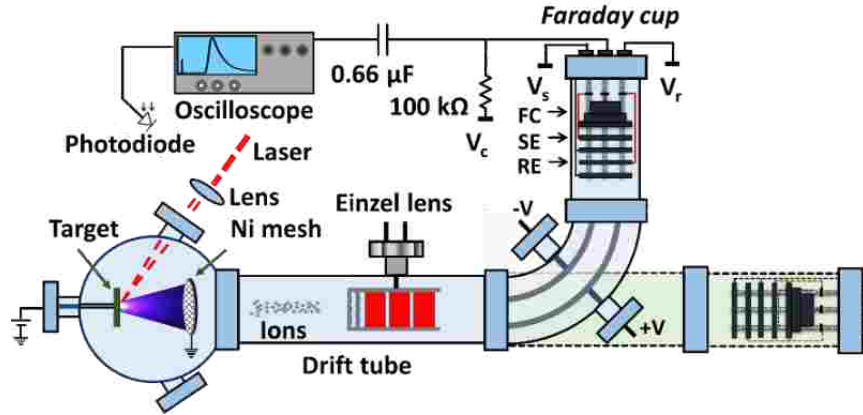 Faraday cup
0.66 µF
100 kΩ
Vs
Vr
Vc
Oscilloscope
Photodiode
FC
SE
RE
Laser
Lens
Ni mesh
Target
Einzel lens
-V
+V
Ions
Drift tube